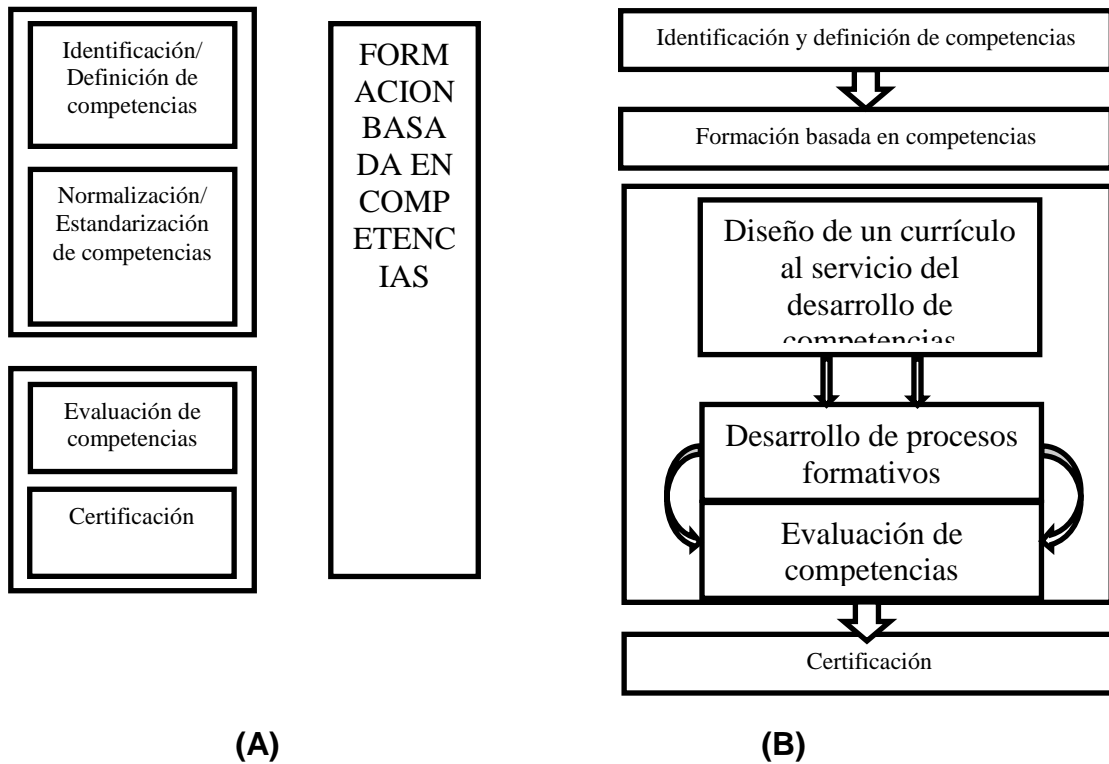 Identificación/
Definición de
competencias
Normalización/
Estandarización
de competencias
Evaluación de
competencias
Certificación
FORM
ACION
BASA
DA EN
COMP
ETENC
IAS
(A)
Identificación y definición de competencias
Formación basada en competencias
Diseño de un currículo
al servicio del
desarrollo de
competencias
Desarrollo de procesos
formativos
Evaluación de
competencias
Certificación
(B)